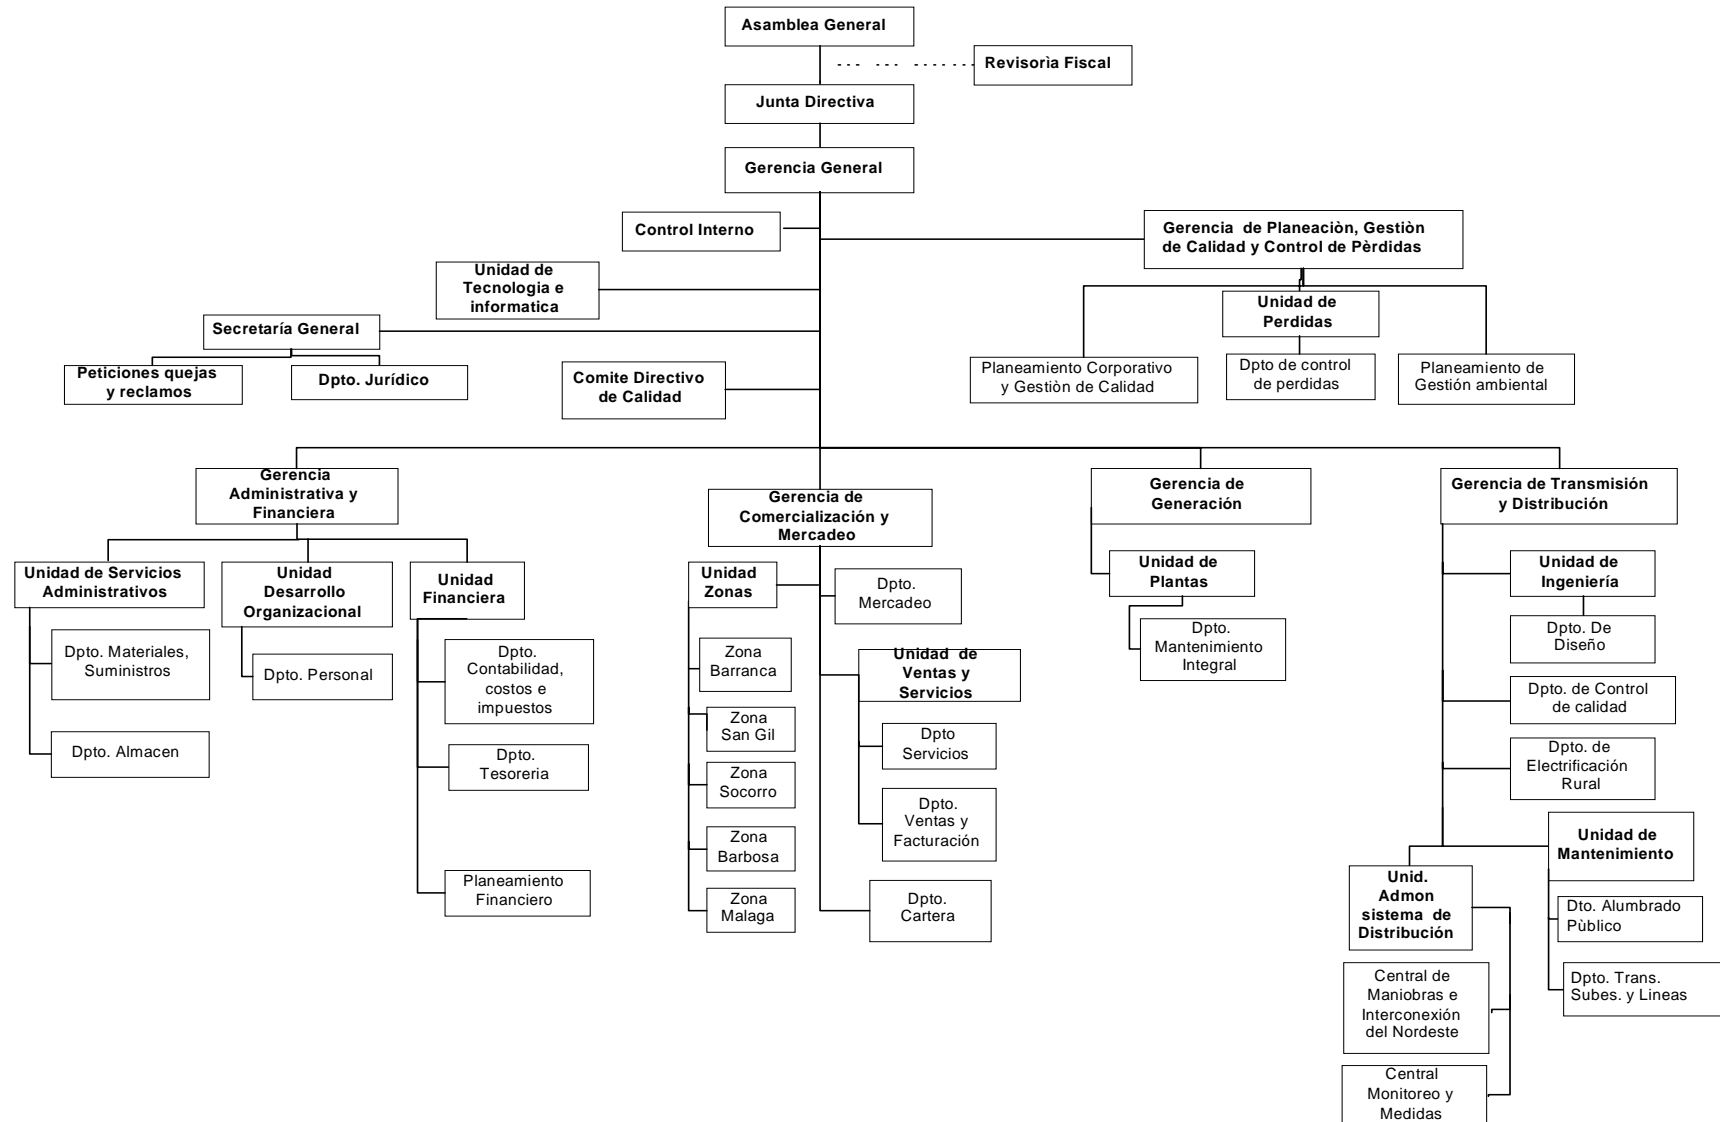 Asamblea General
Revisorìa Fiscal
Junta Directiva
Gerencia General
Control Interno
Gerencia  de Planeaciòn, Gestiòn
de Calidad y Control de Pèrdidas
Unidad de
Tecnologia e
informatica
Unidad de
Perdidas
Secretaría General
Peticiones quejas
y reclamos
Dpto. Jurídico
Comite Directivo
de Calidad
Planeamiento Corporativo
y Gestiòn de Calidad
Dpto de control
de perdidas
Planeamiento de
Gestión ambiental
Gerencia
Administrativa y
Financiera
Gerencia de
Comercialización y
Mercadeo
Gerencia de
Generación
Gerencia de Transmisión
y Distribución
Unidad de Servicios
Administrativos
Unidad
Desarrollo
Organizacional
Unidad
Financiera
Unidad
Zonas
Dpto.
Mercadeo
Unidad de
Plantas
Unidad de
Ingeniería
Dpto. Materiales,
Suministros
Dpto. Personal
Dpto.
Contabilidad,
costos e
impuestos
Zona
Barranca
Unidad  de
Ventas y
Servicios
Dpto.
Mantenimiento
Integral
Dpto. De
Diseño
Dpto. de Control
de calidad
Dpto. Almacen
Dpto.
Tesoreria
Zona
San Gil
Dpto
Servicios
Dpto. de
Electrificación
Rural
Zona
Socorro
Dpto.
Ventas y
Facturación
Zona
Barbosa
Unidad de
Mantenimiento
Planeamiento
Financiero
Zona
Malaga
Dpto.
Cartera
Unid.
Admon
sistema  de
Distribución
Dto. Alumbrado
Pùblico
Central de
Maniobras e
Interconexión
del Nordeste
Dpto. Trans.
Subes. y Lineas
Central
Monitoreo y
Medidas